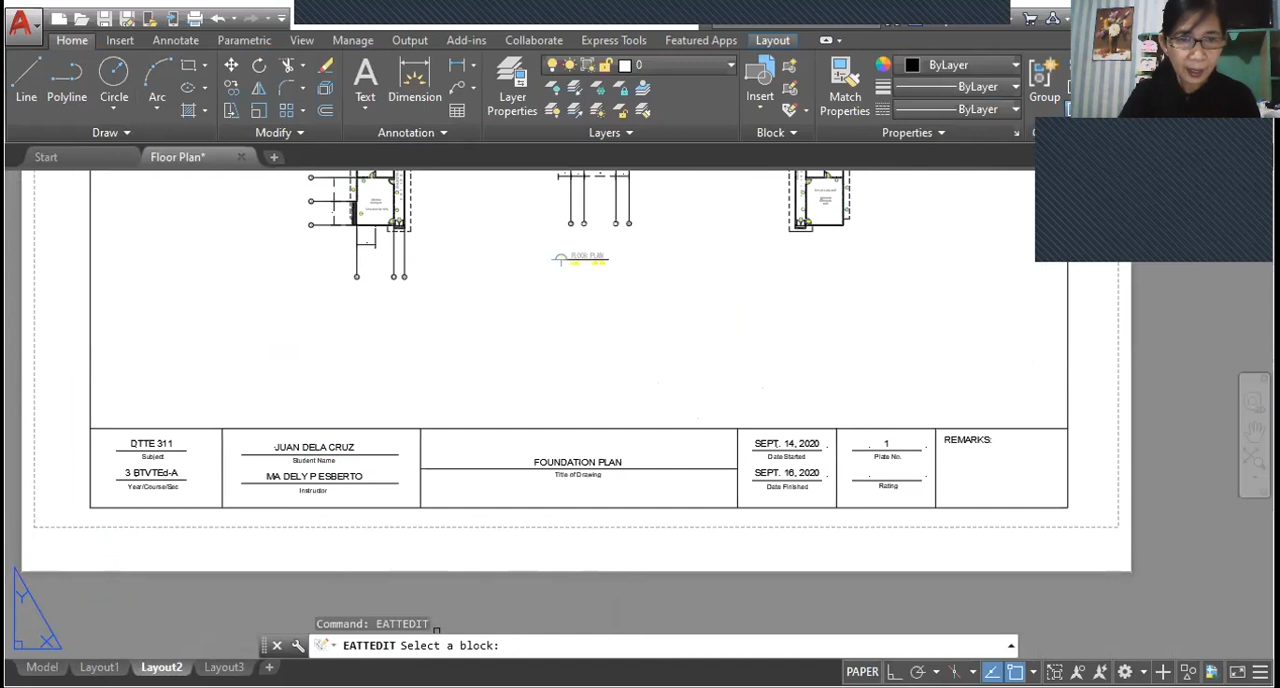 Home Insert Annotate Parametric View Manage Output Add-ins Collaborate Express Tools Featured Apps Layout
0
ByLayer
Line Polyline Circle Arc
Text Dimension
Layer Properties
Insert
Match Properties
ByLayer
ByLayer
Group
Draw Modify Annotation Layers Block Properties
Start Floor Plan*
FLOOR PLAN
DTTE 311
Subject
3 BTVTEd-A
Year/Course/Sec
JUAN DELA CRUZ
Student Name
MA DELY P ESBERTO
Instructor
FOUNDATION PLAN
Title of Drawing
SEPT. 14, 2020
Date Started
SEPT. 16, 2020
Date Finished
1
Plate No.
Rating
REMARKS:
Y
X
Command: EATTEDIT
EATTEDIT Select a block:
Model Layout1 Layout2 Layout3 +
PAPER